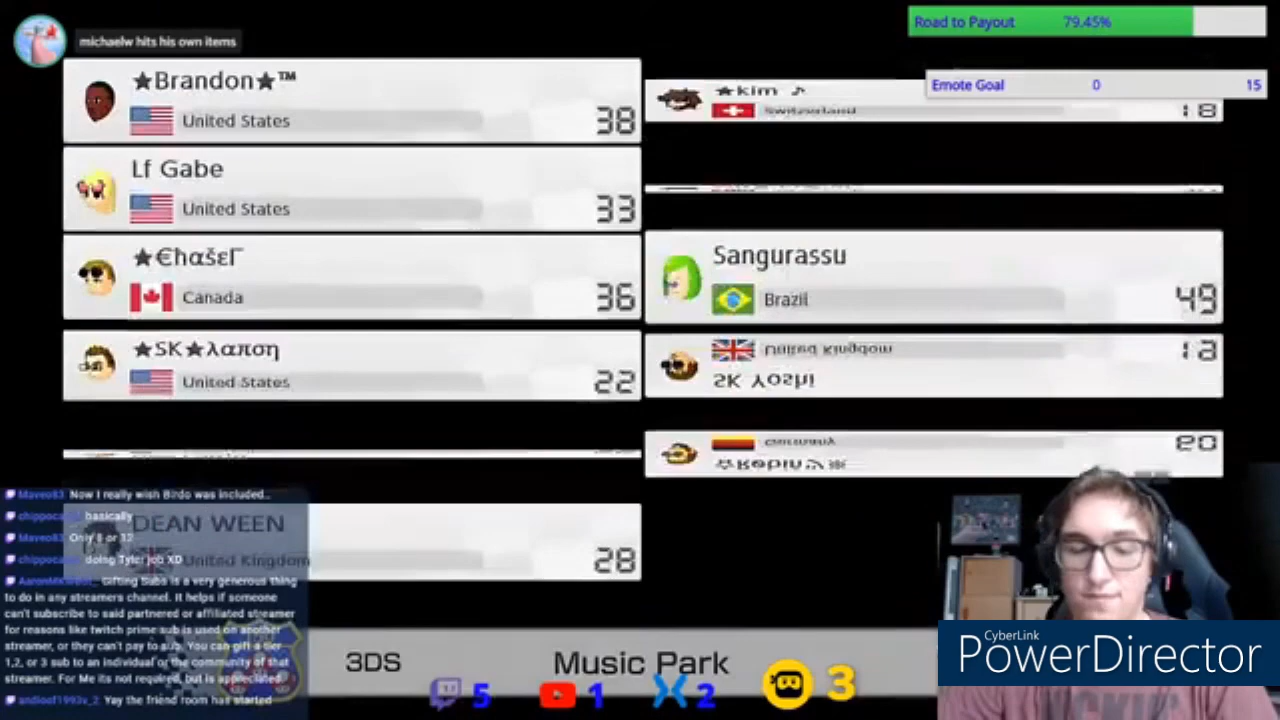 michaelw hits his own items
Road to Payout 79.45%
Emote Goal 0 15
★Brandon★™
United States 38
Lf Gabe
United States 33
★€ħαšεΓ
Canada 36
★SK★λαπση
United States 22
DEAN WEEN
United Kingdom 28
★kim ♪
Switzerland 18
Sangurassu
Brazil 49
United Kingdom
SK Yoshi
☆Robin
Maveo83 Now I really wish Birdo was included..
basically
Maveo83 Only 8 or 12
doing Tyler job XD
Gifting Subs is a very generous thing
to do in any streamers channel. It helps if someone
can't subscribe to said partnered or affiliated streamer
for reasons like twitch prime sub is used on another
streamer, or they can't pay to sub. You can gift a tier
1,2, or 3 sub to an individual or the community of that
streamer. For Me its not required, but is appreciated.
Yay the friend room has started
3DS Music Park
5 1 2 3
CyberLink
PowerDirector